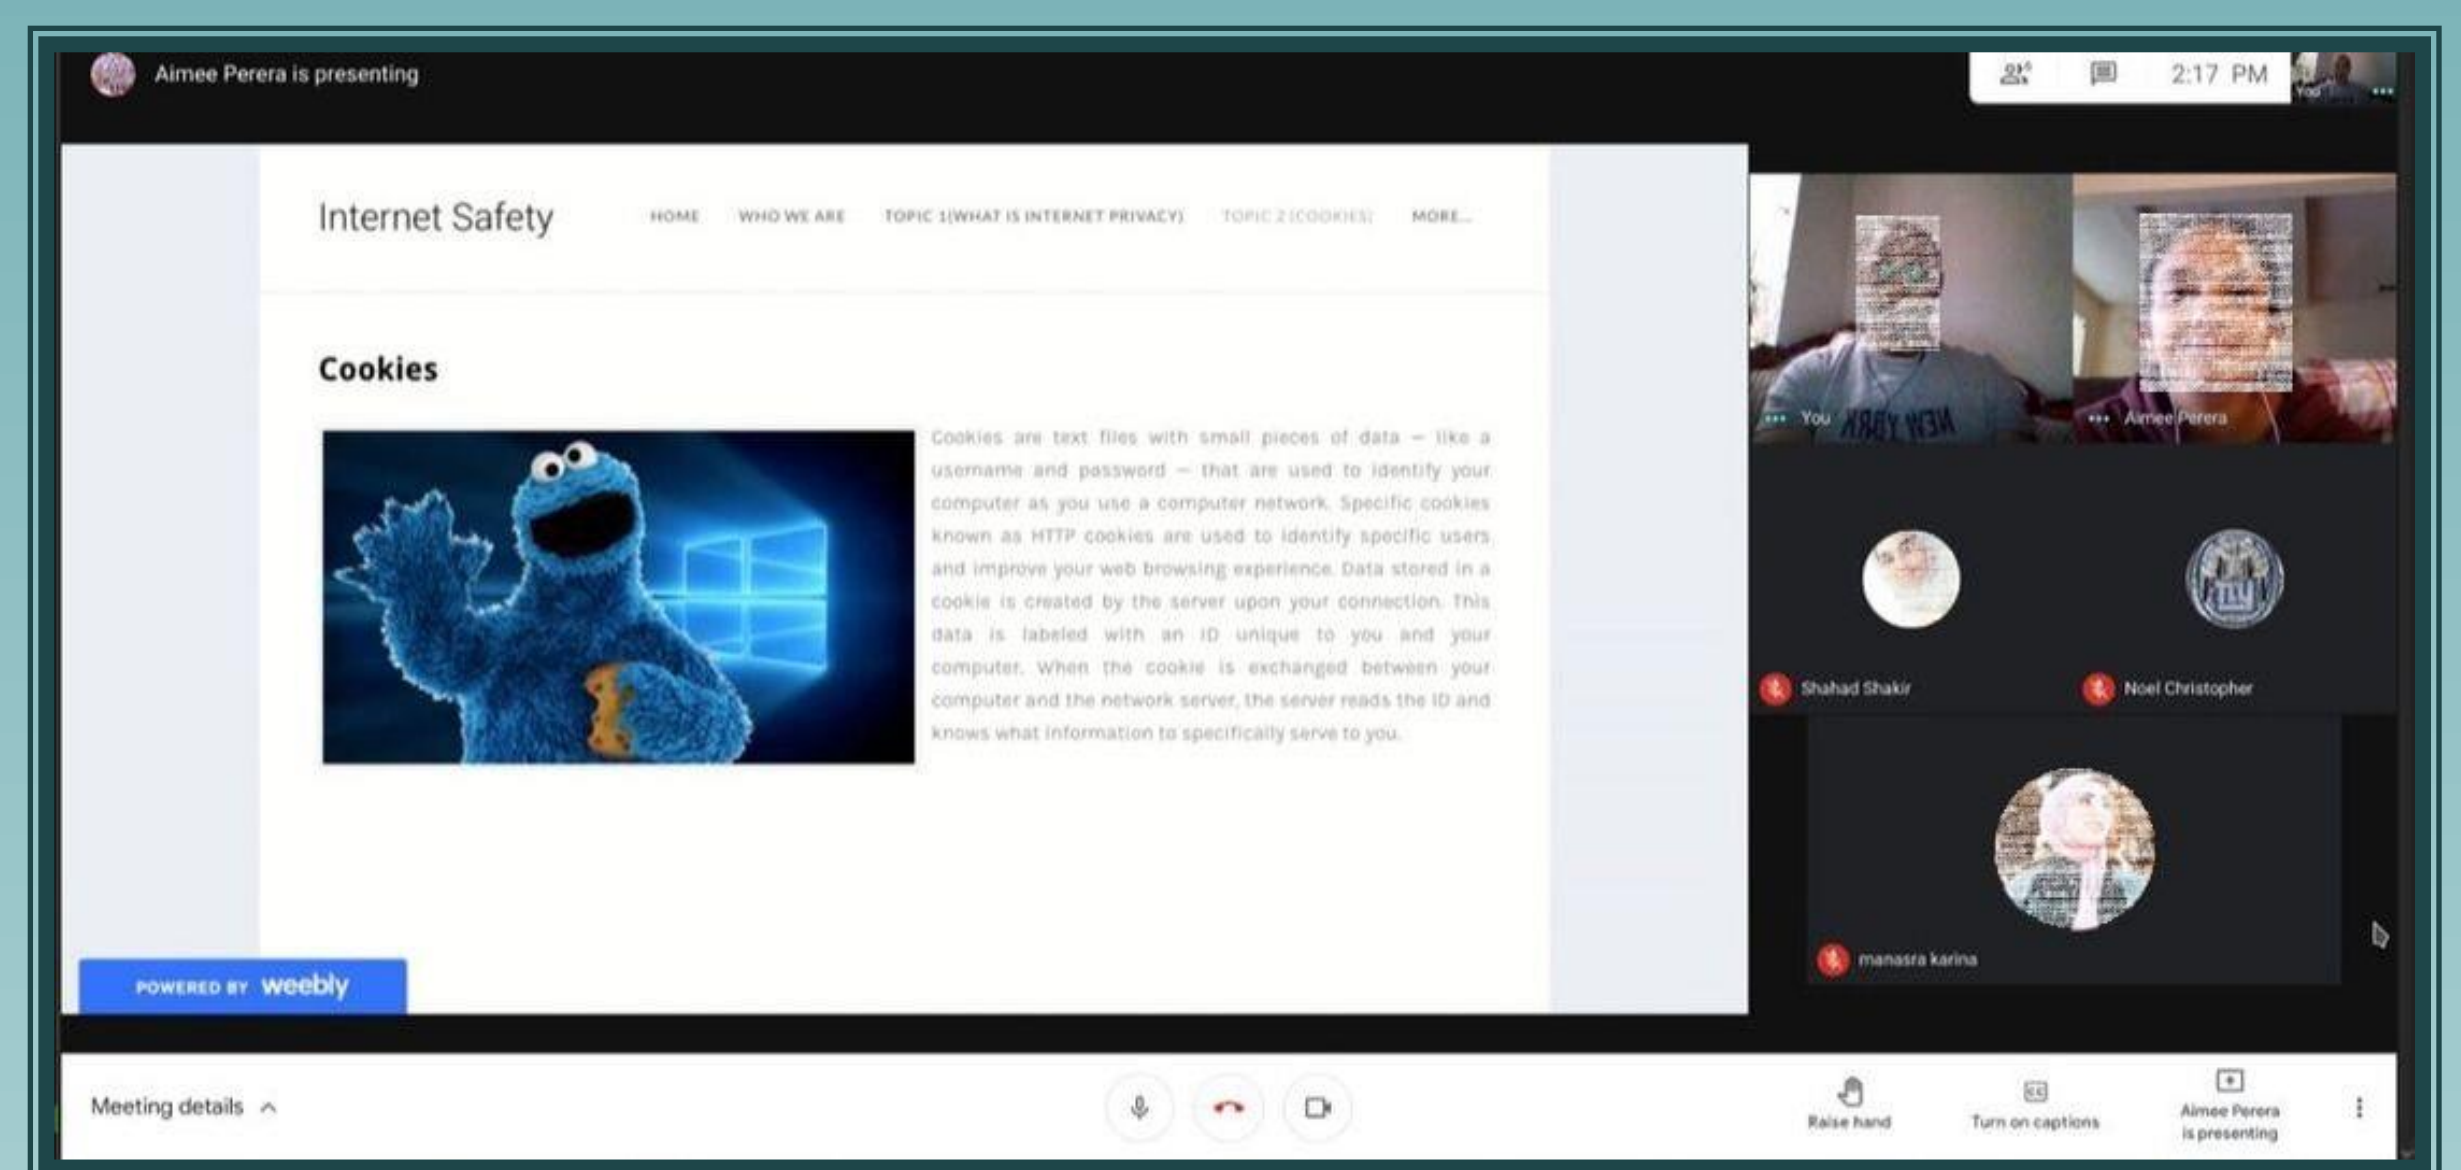 Aimee Perera is presenting
2:17 PM
You
Internet Safety
HOME
WHO WE ARE
TOPIC 1(WHAT IS INTERNET PRIVACY)
TOPIC 2 (COOKIES)
MORE...
Cookies
Cookies are text files with small pieces of data — like a
username and password — that are used to identify your
computer as you use a computer network. Specific cookies
known as HTTP cookies are used to identify specific users
and improve your web browsing experience. Data stored in a
cookie is created by the server upon your connection. This
data is labeled with an ID unique to you and your
computer. When the cookie is exchanged between your
computer and the network server, the server reads the ID and
knows what information to specifically serve to you.
POWERED BY weebly
You
NEW YORK
Aimee Perera
Shahad Shakir
Noel Christopher
ny
manasra karina
Meeting details
Raise hand
CC
Turn on captions
Aimee Perera
is presenting